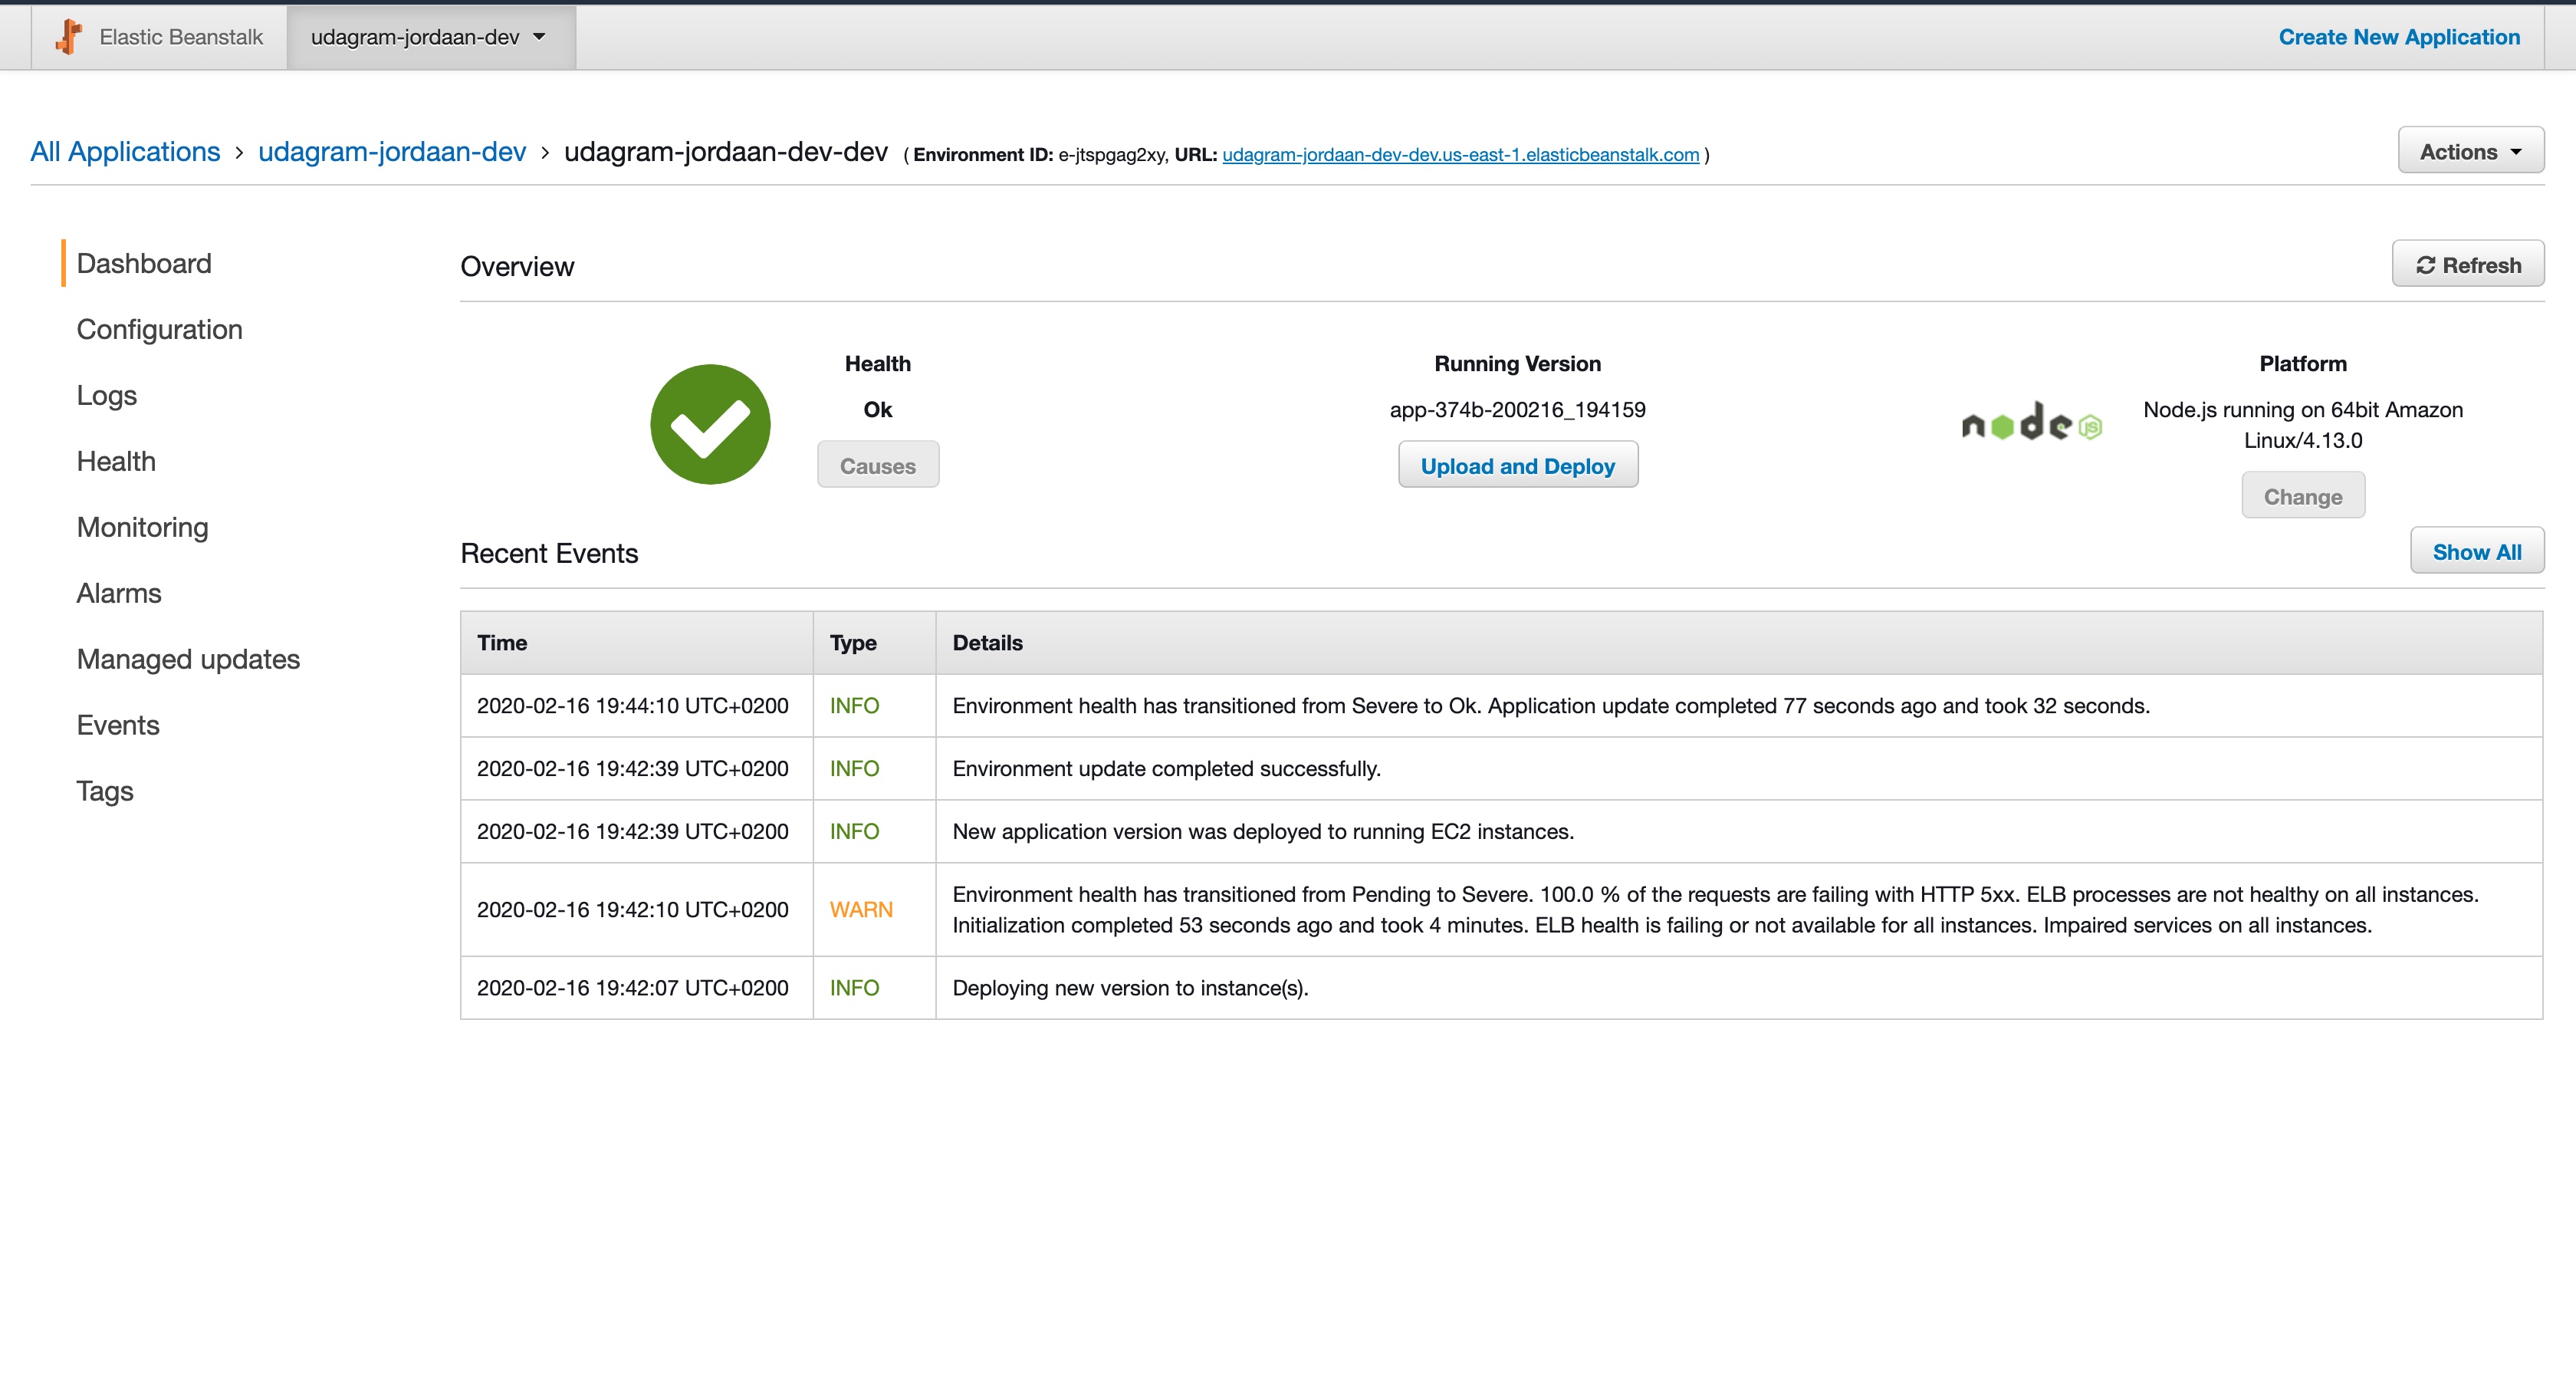 Elastic Beanstalk udagram-jordaan-dev Create New Application
All Applications › udagram-jordaan-dev › udagram-jordaan-dev-dev ( Environment ID: e-jtspgag2xy, URL: udagram-jordaan-dev-dev.us-east-1.elasticbeanstalk.com ) Actions
Dashboard
Configuration
Logs
Health
Monitoring
Alarms
Managed updates
Events
Tags
Overview Refresh
Health
Ok
Causes
Running Version
app-374b-200216_194159
Upload and Deploy
node JS
Platform
Node.js running on 64bit Amazon
Linux/4.13.0
Change
Recent Events Show All
Time Type Details
2020-02-16 19:44:10 UTC+0200 INFO Environment health has transitioned from Severe to Ok. Application update completed 77 seconds ago and took 32 seconds.
2020-02-16 19:42:39 UTC+0200 INFO Environment update completed successfully.
2020-02-16 19:42:39 UTC+0200 INFO New application version was deployed to running EC2 instances.
2020-02-16 19:42:10 UTC+0200 WARN Environment health has transitioned from Pending to Severe. 100.0 % of the requests are failing with HTTP 5xx. ELB processes are not healthy on all instances.
Initialization completed 53 seconds ago and took 4 minutes. ELB health is failing or not available for all instances. Impaired services on all instances.
2020-02-16 19:42:07 UTC+0200 INFO Deploying new version to instance(s).